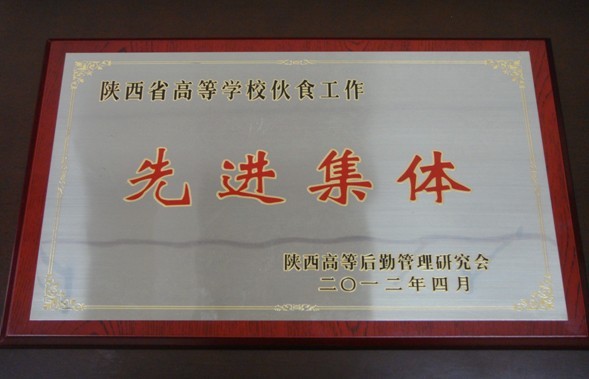 陕西省高等学校伙食工作
先进集体
陕西高等后勤管理研究会
二〇一二年四月